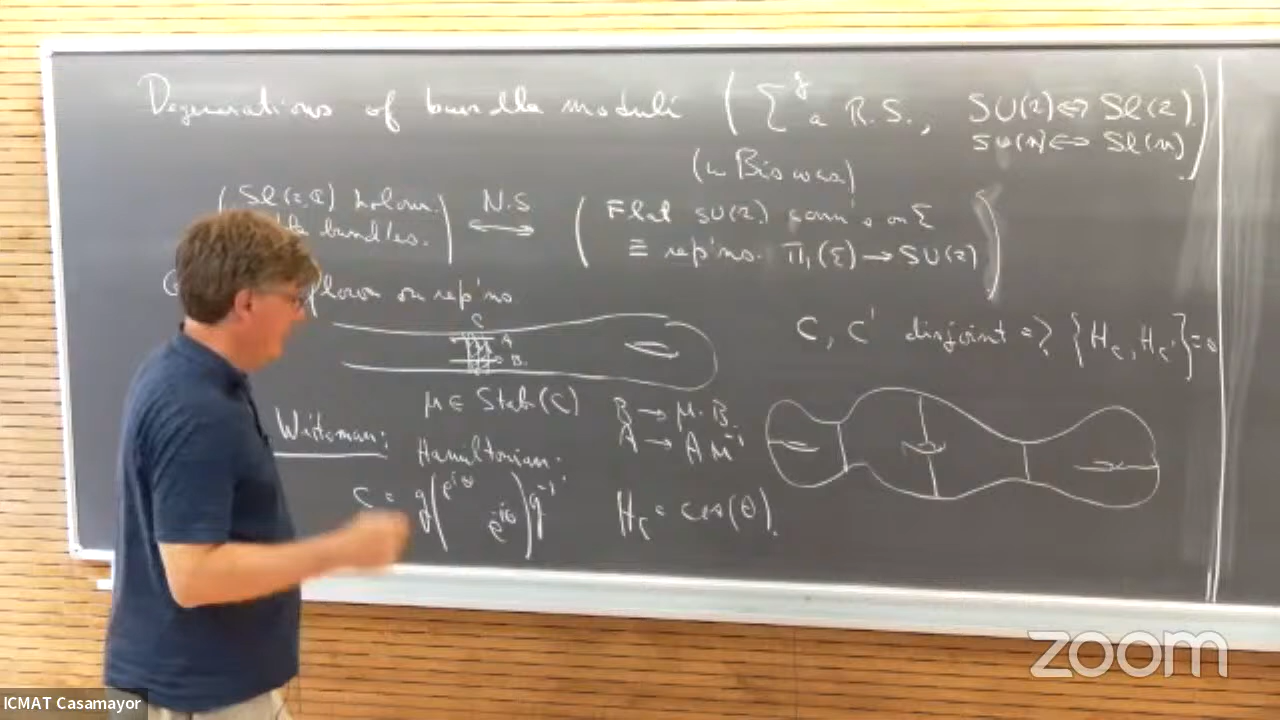 Degenerations of bundle moduli ( Σ^g a R.S., SU(2) ⇔ Sl(2)
SU(n) ⇔ Sl(n) )
(w Biswas)
( Sl(2,C) holom. bundles. ) N.S ⟷ ( Flat SU(2) conn's on Σ
≡ rep'ns. π₁(Σ) → SU(2) )
flows on rep'ns
C
A
B
C, C' disjoint => {H_C, H_C'} = 0
μ ∈ Stab(C)
B → μ·B
A → Aμ⁻¹
Weitsman:
Hamiltonian.
C = g( e^{iθ} e^{-iθ} )g⁻¹
H_C = cos(θ).
zoom
ICMAT Casamayor